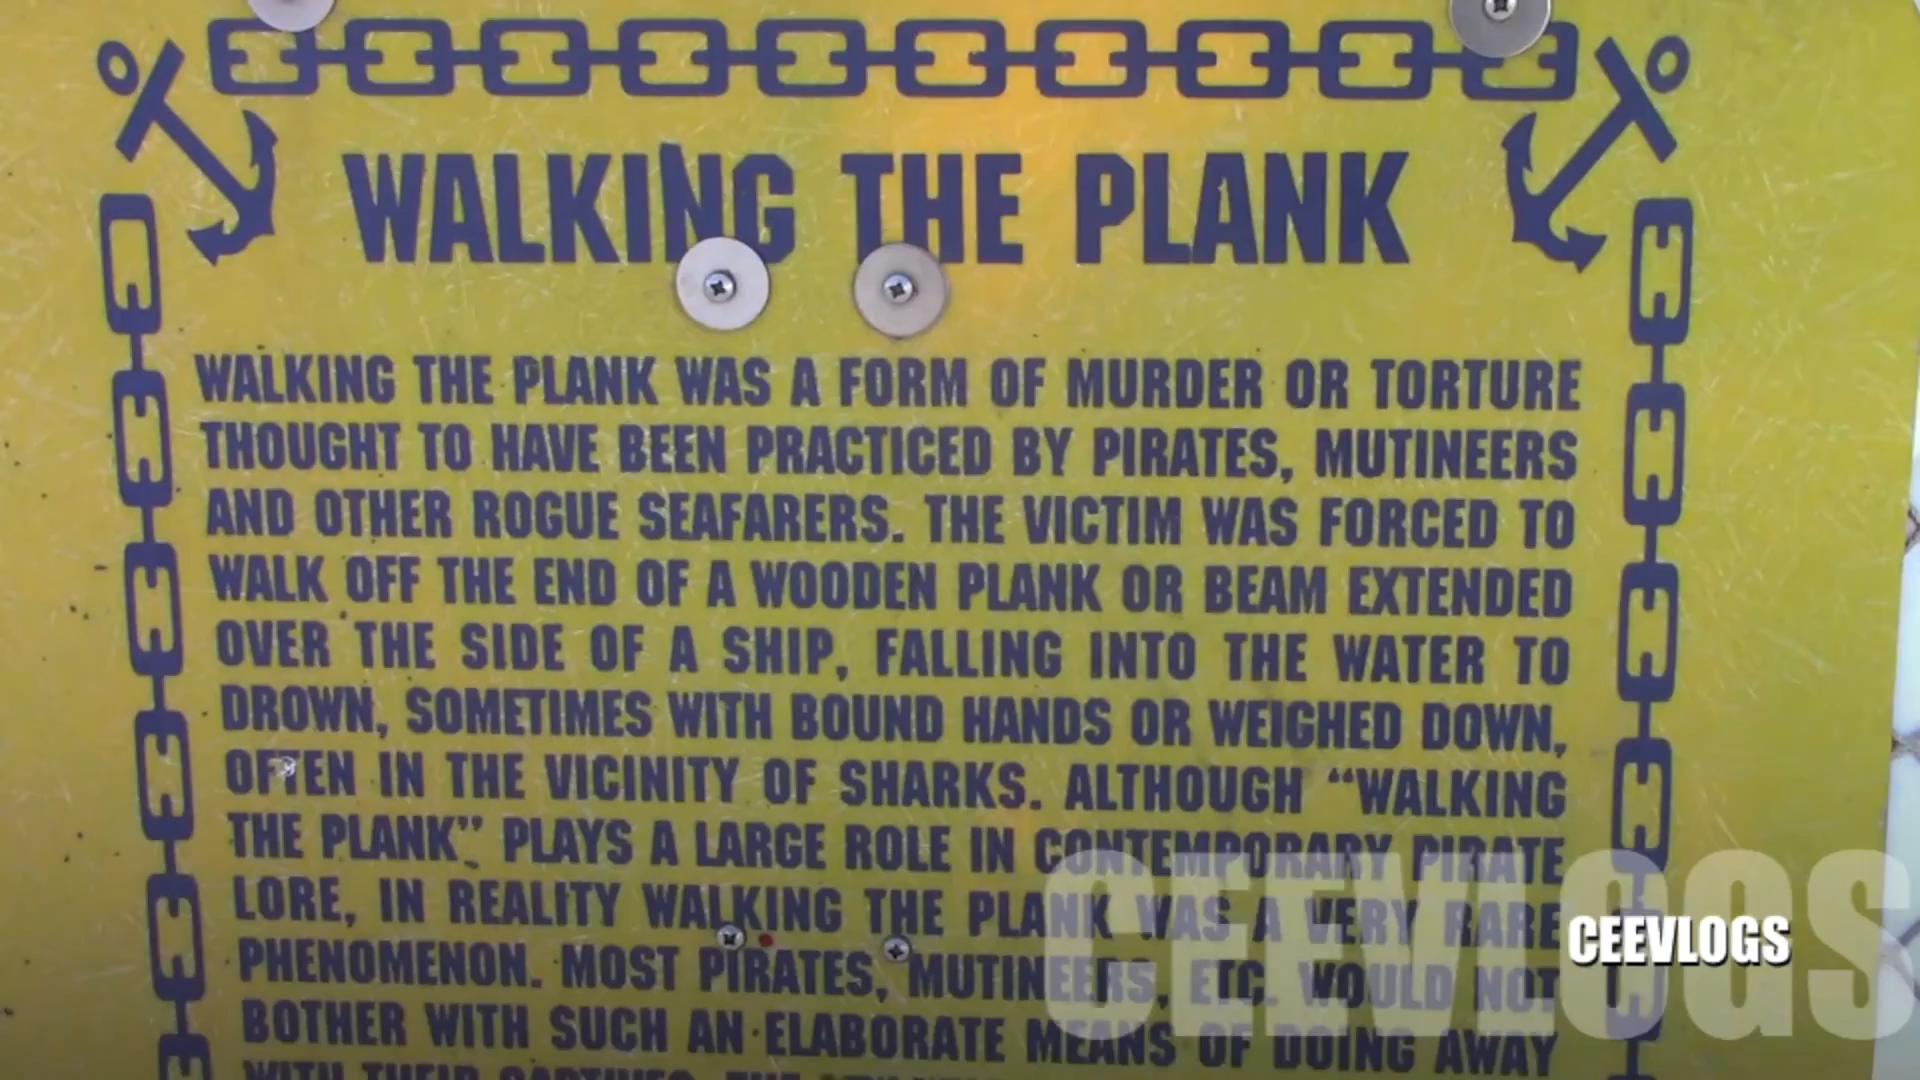 WALKING THE PLANK
WALKING THE PLANK WAS A FORM OF MURDER OR TORTURE
THOUGHT TO HAVE BEEN PRACTICED BY PIRATES, MUTINEERS
AND OTHER ROGUE SEAFARERS. THE VICTIM WAS FORCED TO
WALK OFF THE END OF A WOODEN PLANK OR BEAM EXTENDED
OVER THE SIDE OF A SHIP, FALLING INTO THE WATER TO
DROWN, SOMETIMES WITH BOUND HANDS OR WEIGHED DOWN,
OFTEN IN THE VICINITY OF SHARKS. ALTHOUGH “WALKING
THE PLANK” PLAYS A LARGE ROLE IN CONTEMPORARY PIRATE
LORE, IN REALITY WALKING THE PLANK WAS A VERY RARE
PHENOMENON. MOST PIRATES, MUTINEERS, ETC. WOULD NOT
BOTHER WITH SUCH AN ELABORATE MEANS OF DOING AWAY
WITH THEIR CAPTIVES. THE
CEEVLOGS
CEEVLOGS